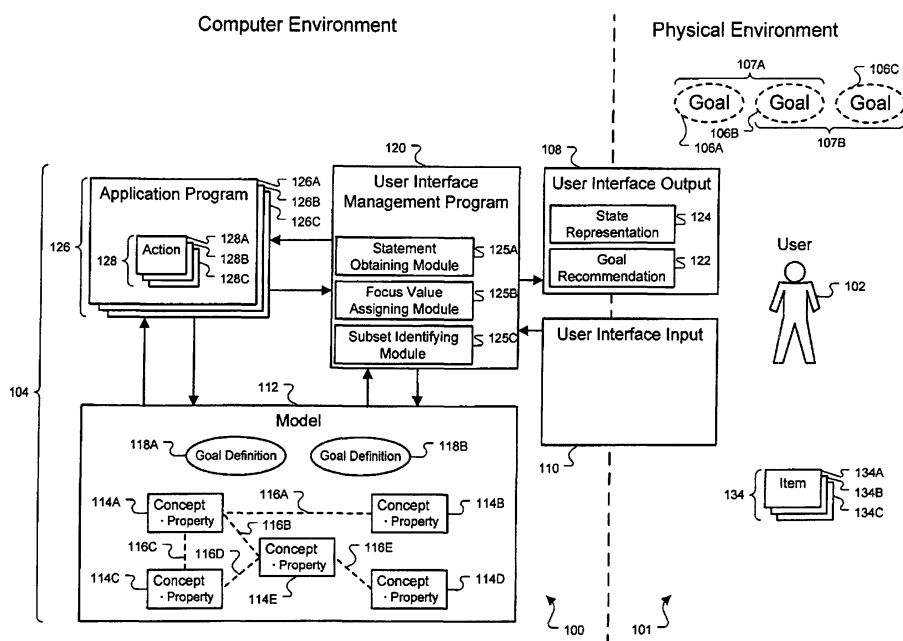 Computer Environment
Physical Environment
107A
106C
Goal
Goal
Goal
106B
106A
107B
120
108
126A
126B
126C
Application Program
User Interface
Management Program
User Interface Output
State
Representation
124
126
Action
128A
128B
128C
128
Statement
Obtaining Module
125A
Goal
Recommendation
122
User
102
Focus Value
Assigning Module
125B
Subset Identifying
Module
125C
User Interface Input
104
112
Model
118A
Goal Definition
Goal Definition
118B
110
116A
114A
Concept
· Property
Concept
· Property
114B
134
Item
134A
134B
134C
116B
116C
116D
Concept
· Property
116E
114C
Concept
· Property
Concept
· Property
114D
114E
100
101